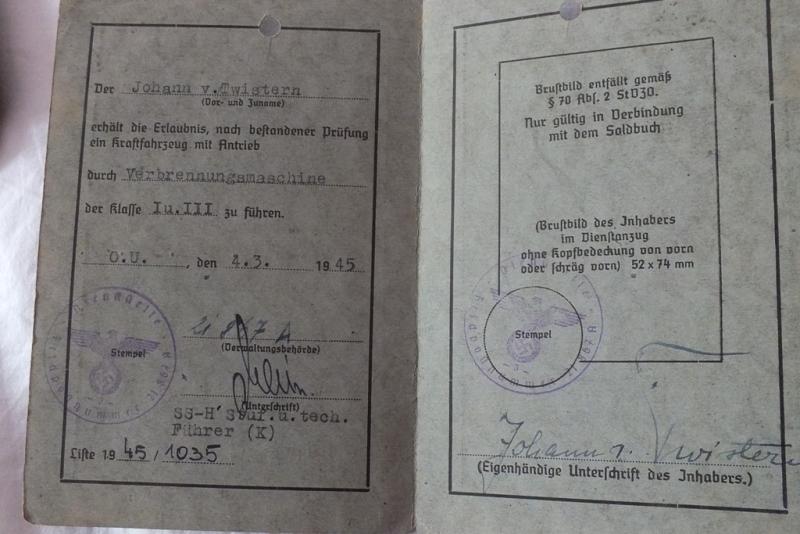 Der Johann v.Twistern
(Vor- und Zuname)
erhält die Erlaubnis, nach bestandener Prüfung
ein Kraftfahrzeug mit Antrieb
durch Verbrennungsmaschine
der Klasse I u. III zu führen.
O.U. , den 4.3. 1945
(Verwaltungsbehörde)
Stempel
(Unterschrift)
SS-H'Stuf.u.tech.
Führer (K)
Liste 1945/1035
Brustbild entfällt gemäß
§ 70 Abs. 2 StVZO.
Nur gültig in Verbindung
mit dem Soldbuch
(Brustbild des Inhabers
im Dienstanzug
ohne Kopfbedeckung von vorn
oder schräg vorn) 52 x 74 mm
Stempel
Johann v. Twistern
(Eigenhändige Unterschrift des Inhabers.)